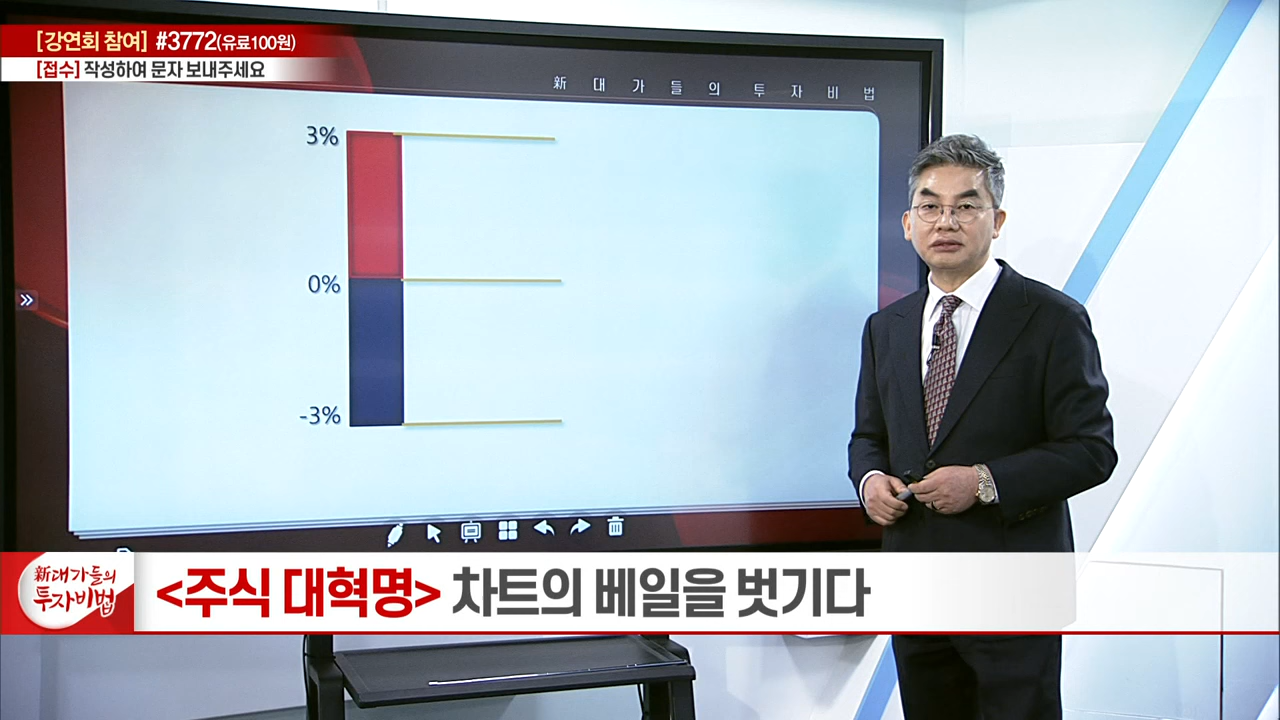 [강연회 참여] #3772(유료100원)
[접수] 작성하여 문자 보내주세요
新 대 가 들 의 투 자 비 법
3%
0%
-3%
新대가들의
투자비법
<주식 대혁명> 차트의 베일을 벗기다